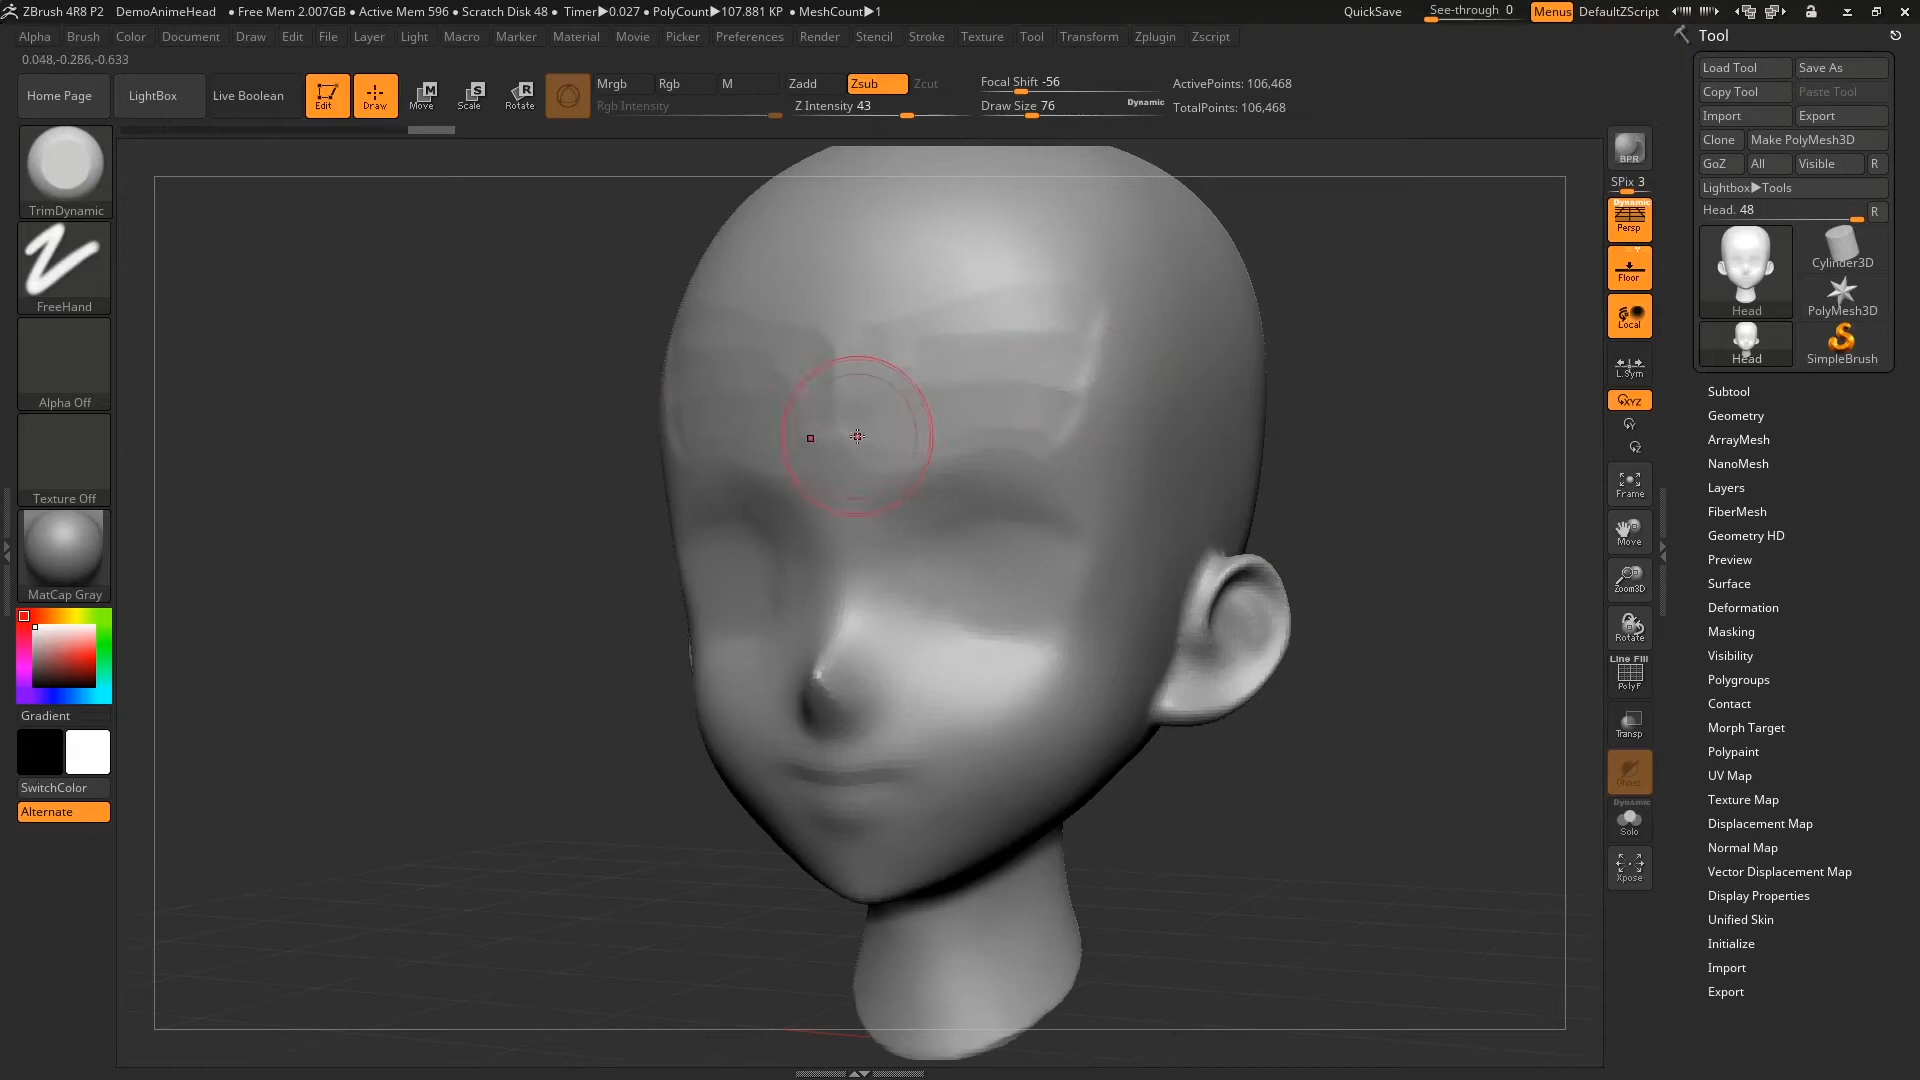 ZBrush 4R8 P2 DemoAnimeHead • Free Mem 2.007GB • Active Mem 596 • Scratch Disk 48 • Timer▶0.027 • PolyCount▶107.881 KP • MeshCount▶1 QuickSave See-through 0 Menus DefaultZScript
Alpha Brush Color Document Draw Edit File Layer Light Macro Marker Material Movie Picker Preferences Render Stencil Stroke Texture Tool Transform Zplugin Zscript
0.048,-0.286,-0.633
Home Page LightBox Live Boolean Edit Draw Move Scale Rotate
M S R
Mrgb Rgb M Zadd Zsub Zcut Focal Shift -56 ActivePoints: 106,468
Rgb Intensity Z Intensity 43 Draw Size 76 Dynamic TotalPoints: 106,468
TrimDynamic
FreeHand
Alpha Off
Texture Off
MatCap Gray
Gradient
SwitchColor
Alternate
BPR
SPix 3
Dynamic
Persp
Floor
Local
L.Sym
XYZ
Y
Z
Frame
Move
Zoom3D
Rotate
Line Fill
PolyF
Transp
Ghost
Dynamic
Solo
Xpose
Tool
Load Tool Save As
Copy Tool Paste Tool
Import Export
Clone Make PolyMesh3D
GoZ All Visible R
Lightbox▶Tools
Head. 48 R
Head Cylinder3D
PolyMesh3D
Head SimpleBrush
Subtool
Geometry
ArrayMesh
NanoMesh
Layers
FiberMesh
Geometry HD
Preview
Surface
Deformation
Masking
Visibility
Polygroups
Contact
Morph Target
Polypaint
UV Map
Texture Map
Displacement Map
Normal Map
Vector Displacement Map
Display Properties
Unified Skin
Initialize
Import
Export